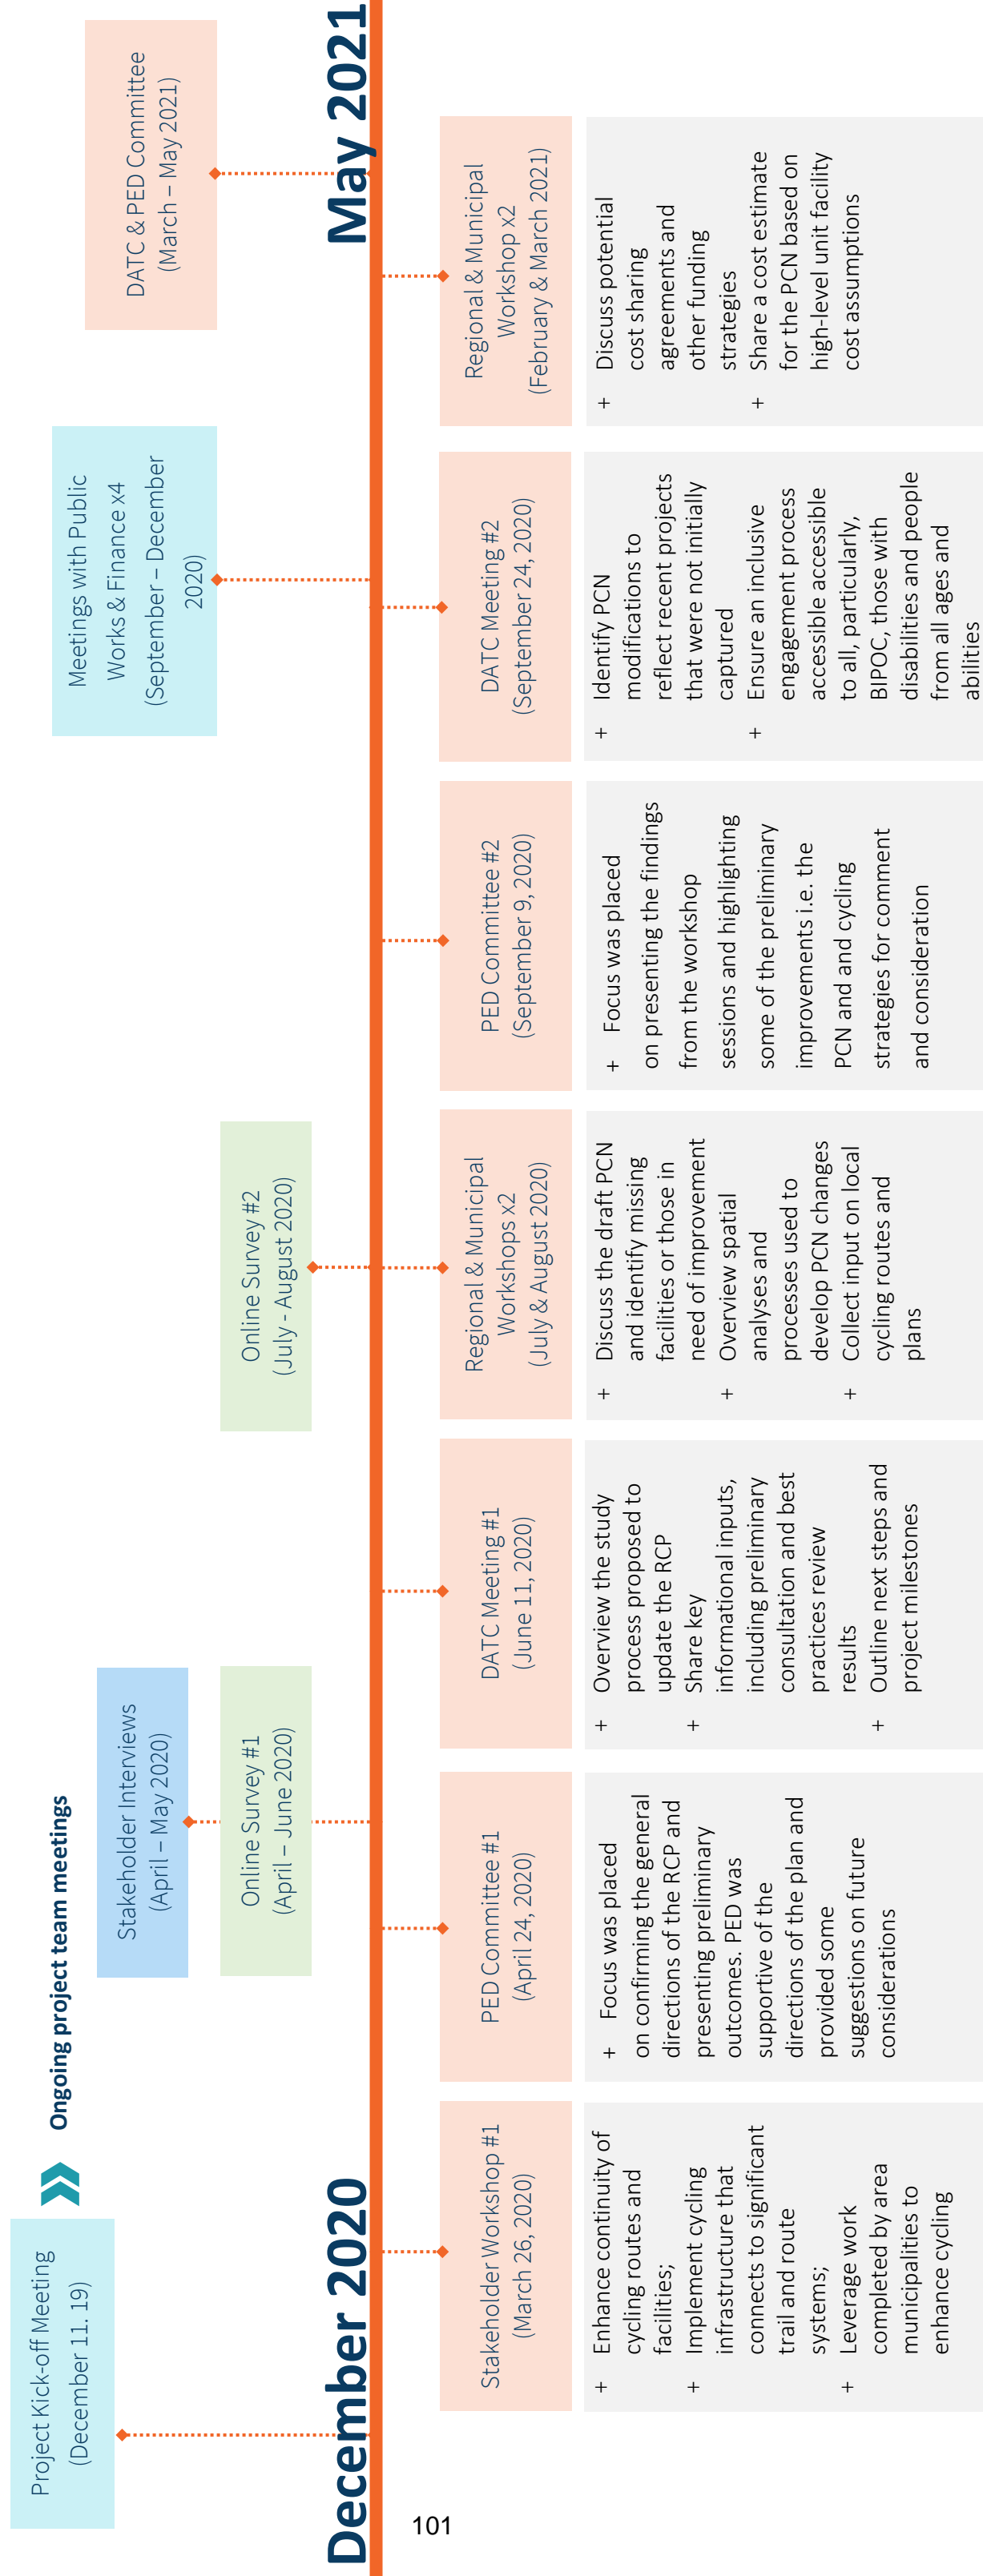 Project Kick-off Meeting
(December 11. 19)
Ongoing project team meetings
Stakeholder Interviews
(April – May 2020)
Online Survey #1
(April – June 2020)
Online Survey #2
(July - August 2020)
Meetings with Public
Works & Finance x4
(September – December
2020)
DATC & PED Committee
(March – May 2021)
December 2020
May 2021
Stakeholder Workshop #1
(March 26, 2020)
+ Enhance continuity of
cycling routes and
facilities;
+ Implement cycling
infrastructure that
connects to significant
trail and route
systems;
+ Leverage work
completed by area
municipalities to
enhance cycling
PED Committee #1
(April 24, 2020)
+ Focus was placed
on confirming the general
directions of the RCP and
presenting preliminary
outcomes. PED was
supportive of the
directions of the plan and
provided some
suggestions on future
considerations
DATC Meeting #1
(June 11, 2020)
+ Overview the study
process proposed to
update the RCP
+ Share key
informational inputs,
including preliminary
consultation and best
practices review
results
+ Outline next steps and
project milestones
Regional & Municipal
Workshops x2
(July & August 2020)
+ Discuss the draft PCN
and identify missing
facilities or those in
need of improvement
+ Overview spatial
analyses and
processes used to
develop PCN changes
+ Collect input on local
cycling routes and
plans
PED Committee #2
(September 9, 2020)
+ Focus was placed
on presenting the findings
from the workshop
sessions and highlighting
some of the preliminary
improvements i.e. the
PCN and and cycling
strategies for comment
and consideration
DATC Meeting #2
(September 24, 2020)
+ Identify PCN
modifications to
reflect recent projects
that were not initially
captured
+ Ensure an inclusive
engagement process
accessible accessible
to all, particularly,
BIPOC, those with
disabilities and people
from all ages and
abilities
Regional & Municipal
Workshop x2
(February & March 2021)
+ Discuss potential
cost sharing
agreements and
other funding
strategies
+ Share a cost estimate
for the PCN based on
high-level unit facility
cost assumptions
101